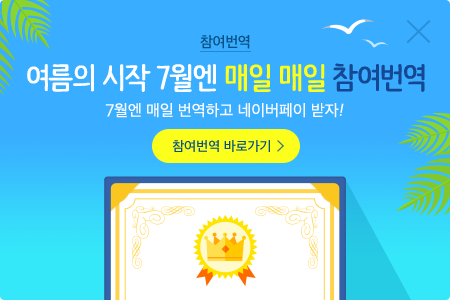 참여번역
여름의 시작 7월엔 매일 매일 참여번역
7월엔 매일 번역하고 네이버페이 받자!
참여번역 바로가기 >